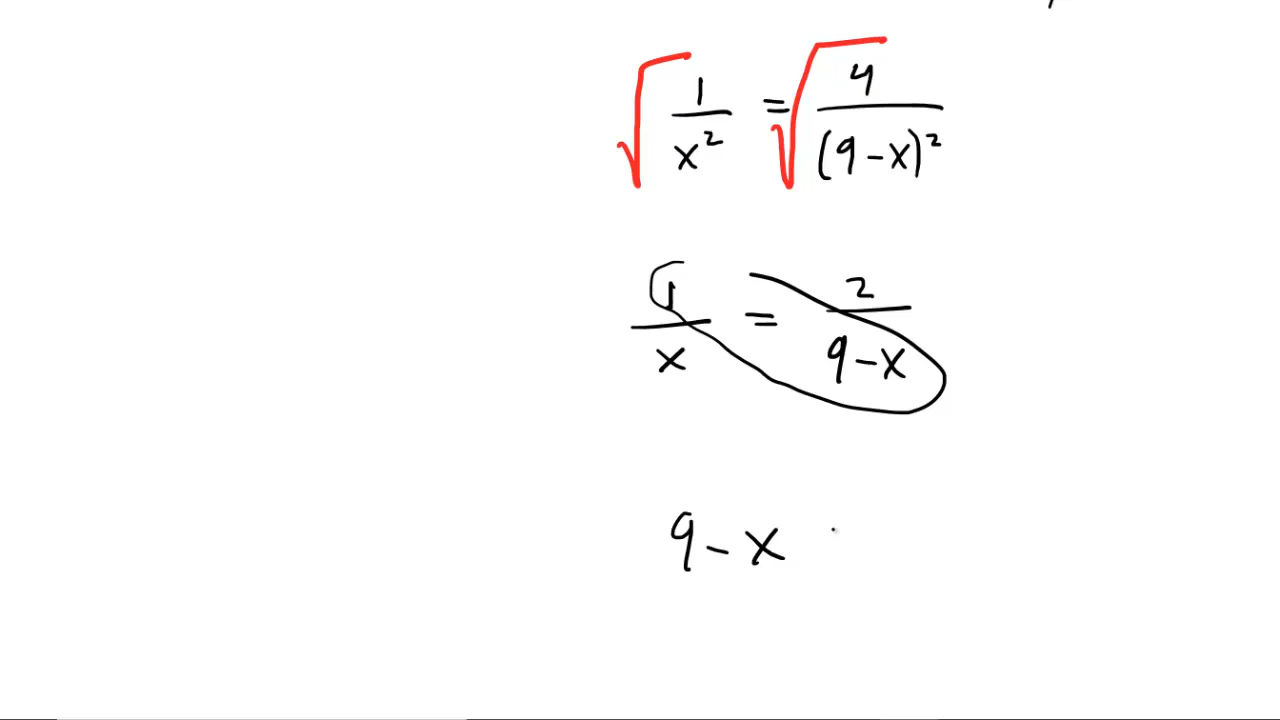 √(1/x²) = √(4/(9-x)²)
1/x = 2/(9-x)
9-x